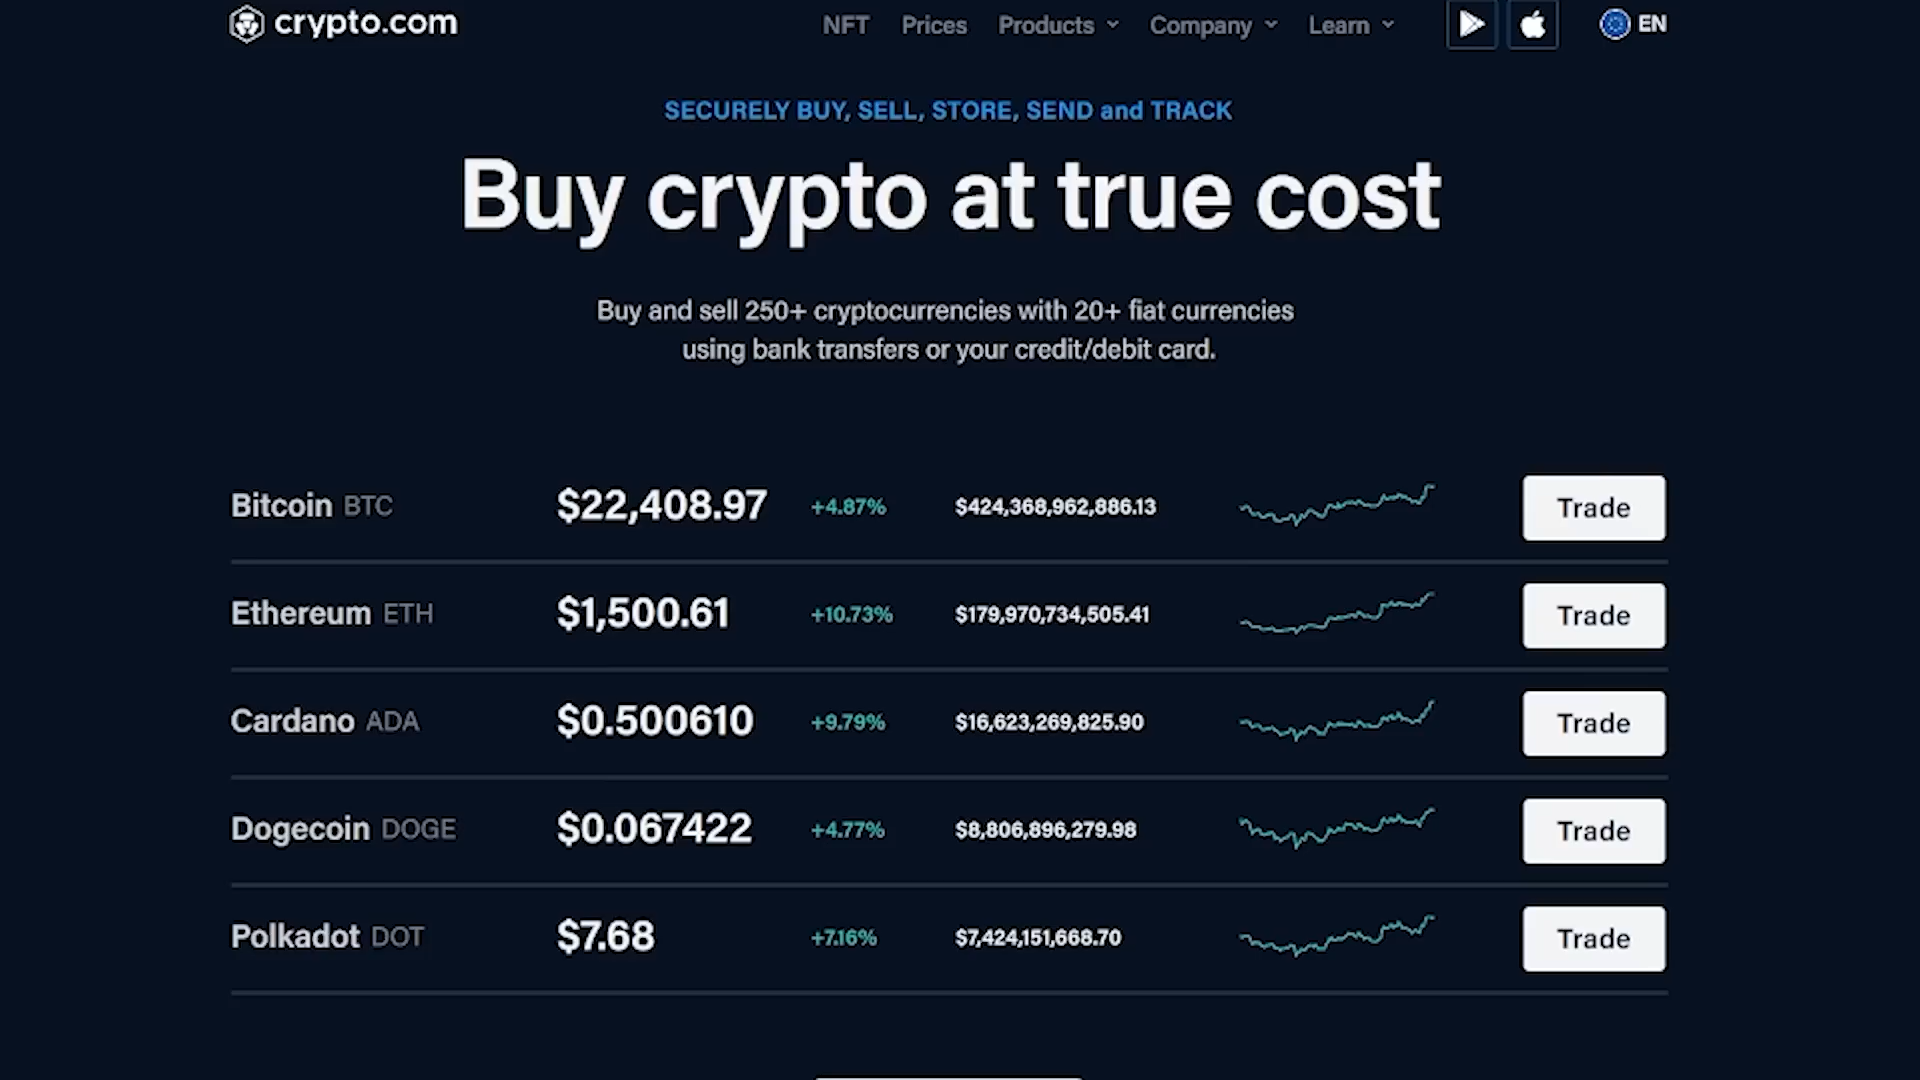 crypto.com
NFT Prices Products Company Learn EN
SECURELY BUY, SELL, STORE, SEND and TRACK
Buy crypto at true cost
Buy and sell 250+ cryptocurrencies with 20+ fiat currencies
using bank transfers or your credit/debit card.
Bitcoin BTC $22,408.97 +4.87% $424,368,962,886.13 Trade
Ethereum ETH $1,500.61 +10.73% $179,970,734,505.41 Trade
Cardano ADA $0.500610 +9.79% $16,623,269,825.90 Trade
Dogecoin DOGE $0.067422 +4.77% $8,806,896,279.98 Trade
Polkadot DOT $7.68 +7.16% $7,424,151,668.70 Trade